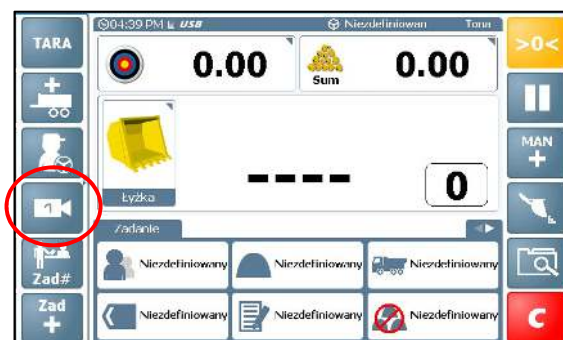 TARA
04:39 PM USB Niezdefiniowan Tona
>0<
0.00
Sum
0.00
MAN
+
Łyżka
----
0
1
Zadanie
Zad#
Niezdefiniowany
Niezdefiniowany
Niezdefiniowany
Zad
+
Niezdefiniowany
Niezdefiniowany
Niezdefiniowany
C